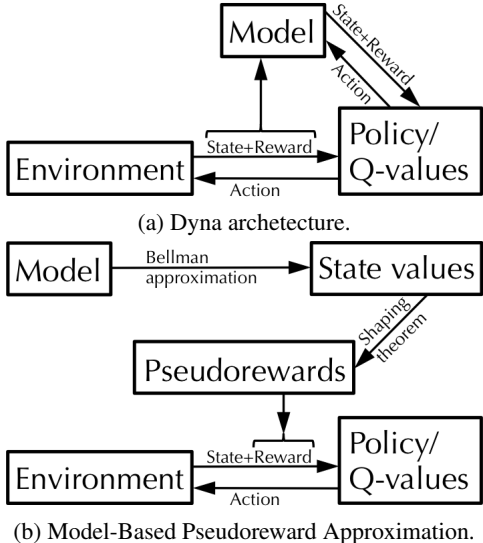 Model
State+Reward
Action
Environment
State+Reward
Action
Policy/
Q-values
(a) Dyna archetecture.
Model
Bellman
approximation
State values
Shaping
theorem
Pseudorewards
Environment
State+Reward
Action
Policy/
Q-values
(b) Model-Based Pseudoreward Approximation.